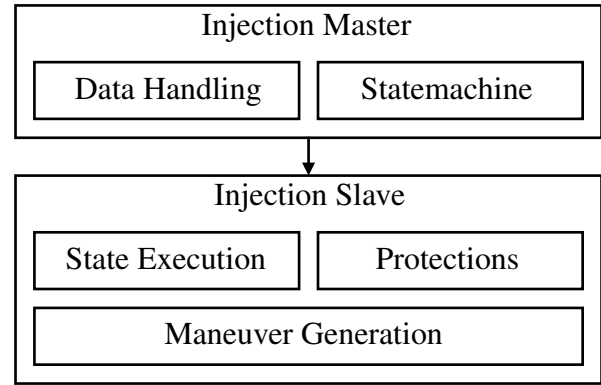 Injection Master
Data Handling
Statemachine
Injection Slave
State Execution
Protections
Maneuver Generation